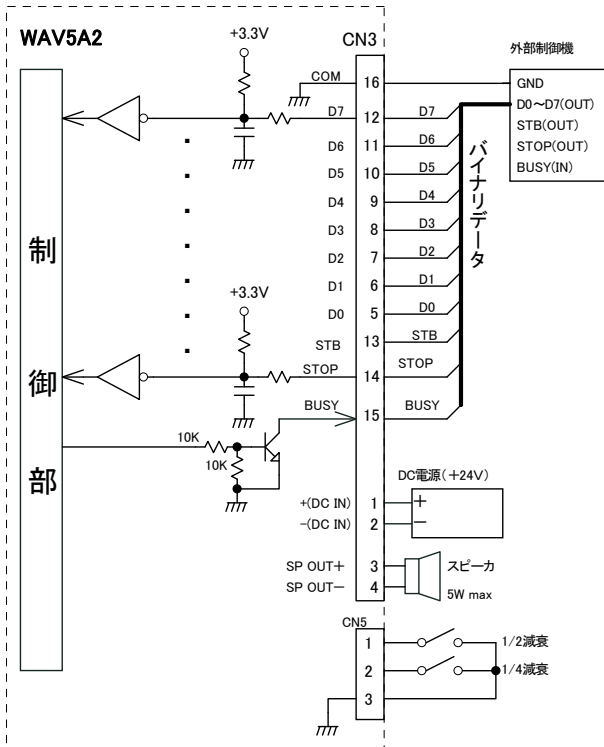 WAV5A2
+3.3V
CN3
外部制御機
COM
16
GND
D7
12
D7
D0～D7(OUT)
D6
11
D6
STB(OUT)
D5
10
D5
STOP(OUT)
D4
9
D4
BUSY(IN)
D3
8
D3
D2
7
D2
D1
6
D1
D0
5
D0
バイナリデータ
制御部
+3.3V
STB
13
STB
STOP
14
STOP
BUSY
15
BUSY
10K
10K
DC電源(+24V)
+(DC IN)
1
+
-(DC IN)
2
-
SP OUT+
3
スピーカ
SP OUT-
4
5W max
CN5
1
1/2減衰
2
1/4減衰
3